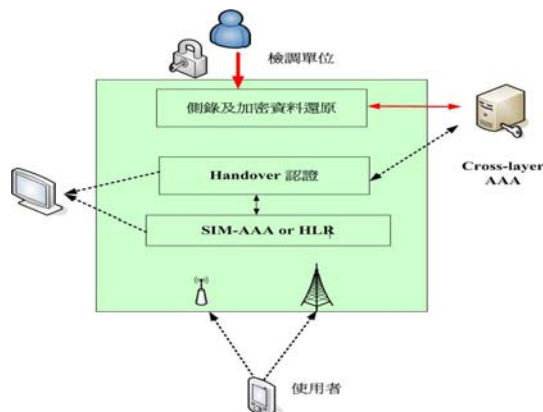 檢調單位
側錄及加密資料還原
Cross-layer
AAA
Handover 認證
SIM-AAA or HLR
使用者